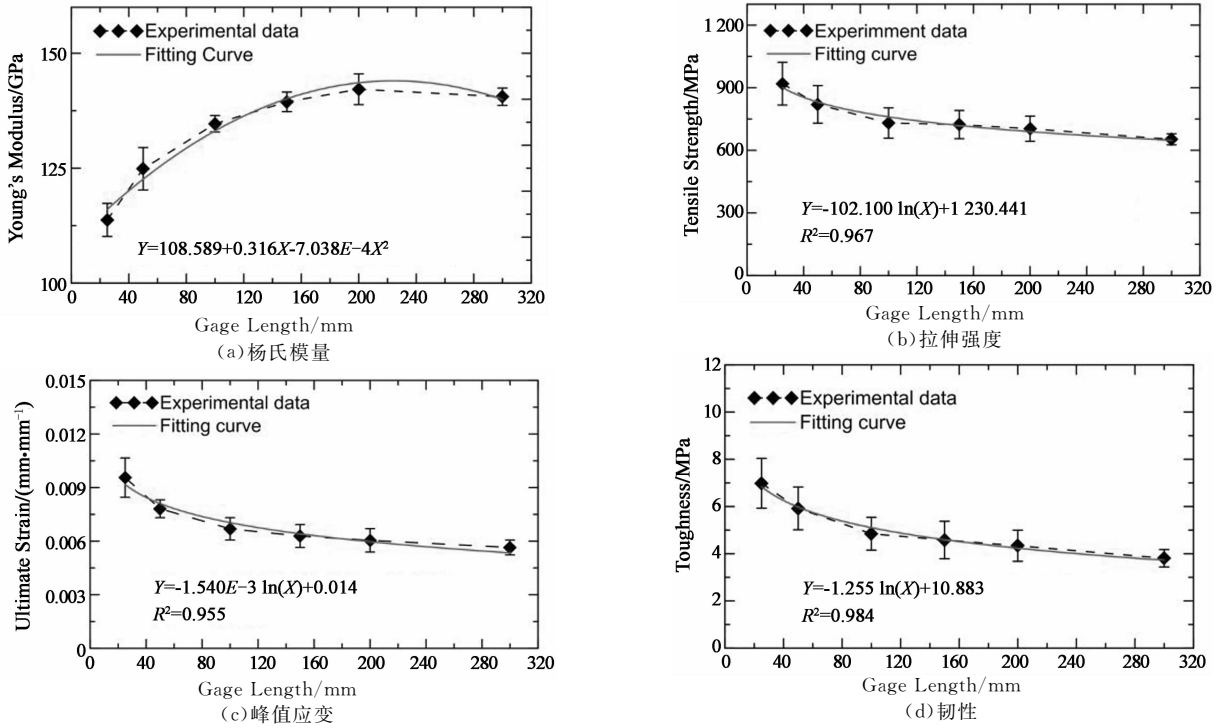 150
125
100
Young's Modulus/GPa
Experimental data
Fitting Curve
Y=108.589+0.316X-7.038E−4X²
0 40 80 120 160 200 240 280 320
Gage Length/mm
(a)杨氏模量
1 200
900
600
300
0
Tensile Strength/MPa
Experimment data
Fitting curve
Y=-102.100 ln(X)+1 230.441
R²=0.967
0 40 80 120 160 200 240 280 320
Gage Length/mm
(b)拉伸强度
0.015
0.012
0.009
0.006
0.003
0
Ultimate Strain/(mm•mm⁻¹)
Experimental data
Fitting curve
Y=-1.540E−3 ln(X)+0.014
R²=0.955
0 40 80 120 160 200 240 280 320
Gage Length/mm
(c)峰值应变
12
10
8
6
4
2
0
Toughness/MPa
Experimental data
Fitting curve
Y=-1.255 ln(X)+10.883
R²=0.984
0 40 80 120 160 200 240 280 320
Gage Length/mm
(d)韧性